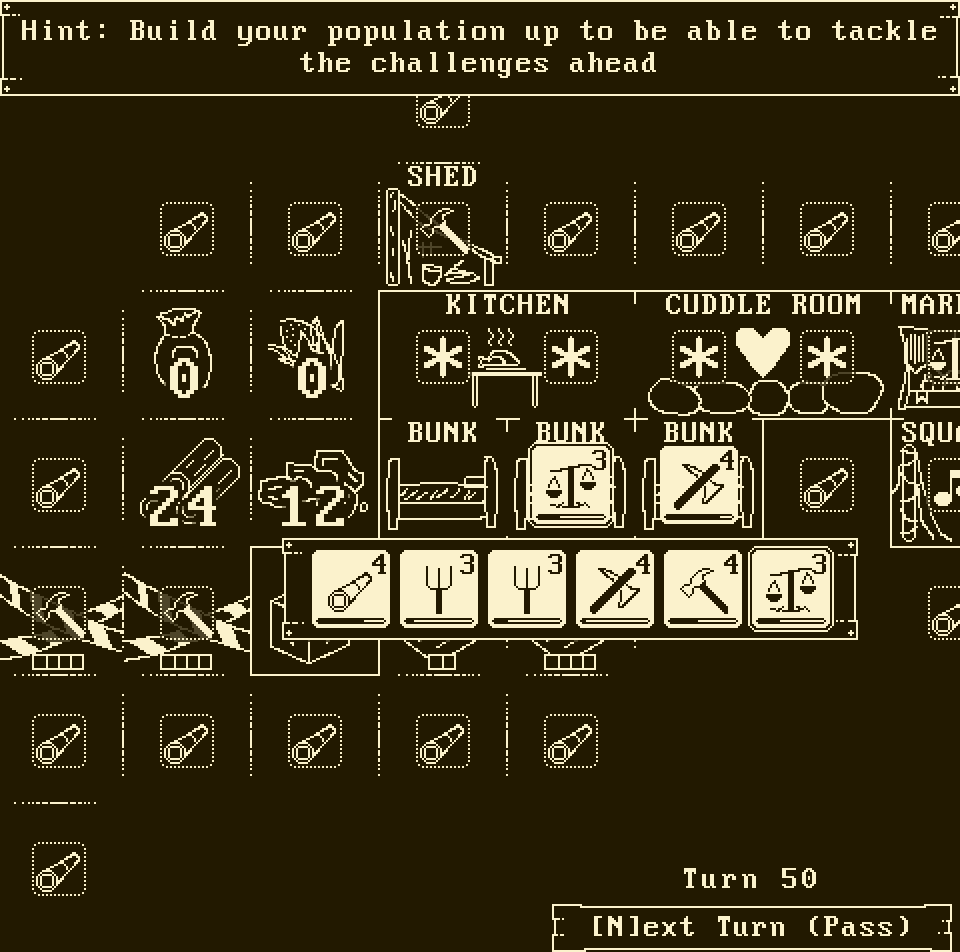 Hint: Build your population up to be able to tackle
the challenges ahead
SHED
KITCHEN
CUDDLE ROOM
0
0
BUNK
BUNK
BUNK
3
4
24
12
4
3
3
4
4
3
Turn 50
[N]ext Turn (Pass)